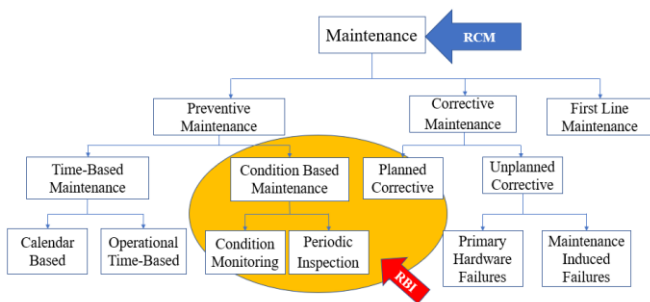 Maintenance
RCM
Preventive
Maintenance
Corrective
Maintenance
First Line
Maintenance
Time-Based
Maintenance
Condition Based
Maintenance
Planned
Corrective
Unplanned
Corrective
Calendar
Based
Operational
Time-Based
Condition
Monitoring
Periodic
Inspection
Primary
Hardware
Failures
Maintenance
Induced
Failures
RBI